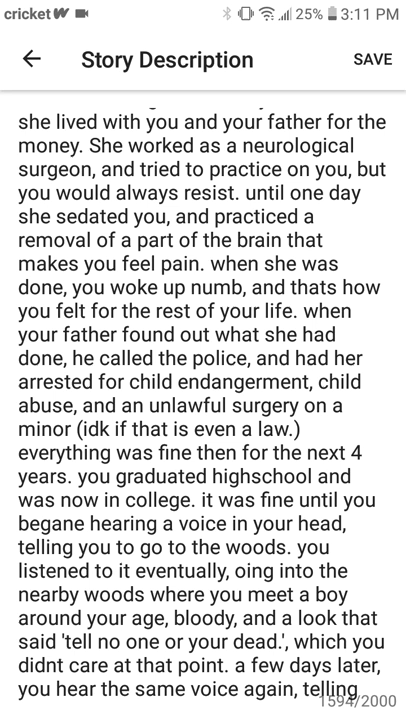 cricket 25% 3:11 PM
Story Description SAVE
she lived with you and your father for the
money. She worked as a neurological
surgeon, and tried to practice on you, but
you would always resist. until one day
she sedated you, and practiced a
removal of a part of the brain that
makes you feel pain. when she was
done, you woke up numb, and thats how
you felt for the rest of your life. when
your father found out what she had
done, he called the police, and had her
arrested for child endangerment, child
abuse, and an unlawful surgery on a
minor (idk if that is even a law.)
everything was fine then for the next 4
years. you graduated highschool and
was now in college. it was fine until you
begane hearing a voice in your head,
telling you to go to the woods. you
listened to it eventually, oing into the
nearby woods where you meet a boy
around your age, bloody, and a look that
said 'tell no one or your dead.', which you
didnt care at that point. a few days later,
you hear the same voice again, telling
1594/2000